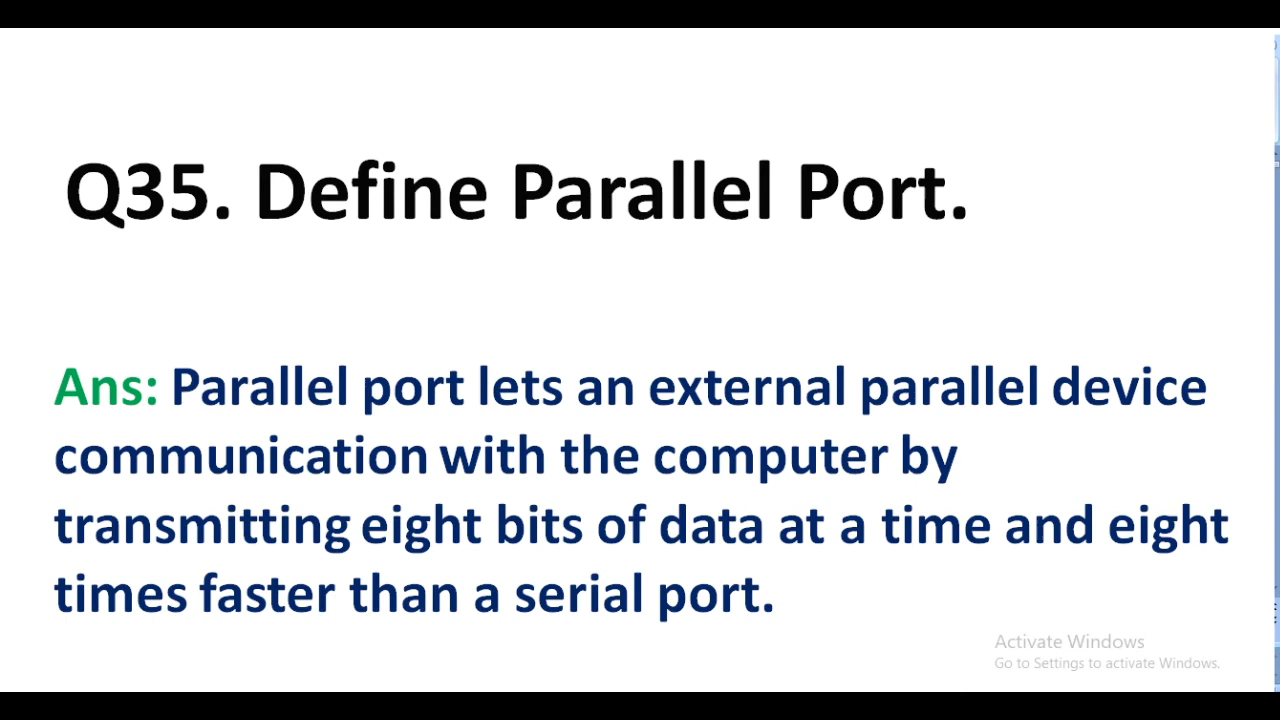 Q35. Define Parallel Port.
Ans: Parallel port lets an external parallel device
communication with the computer by
transmitting eight bits of data at a time and eight
times faster than a serial port.
Activate Windows
Go to Settings to activate Windows.